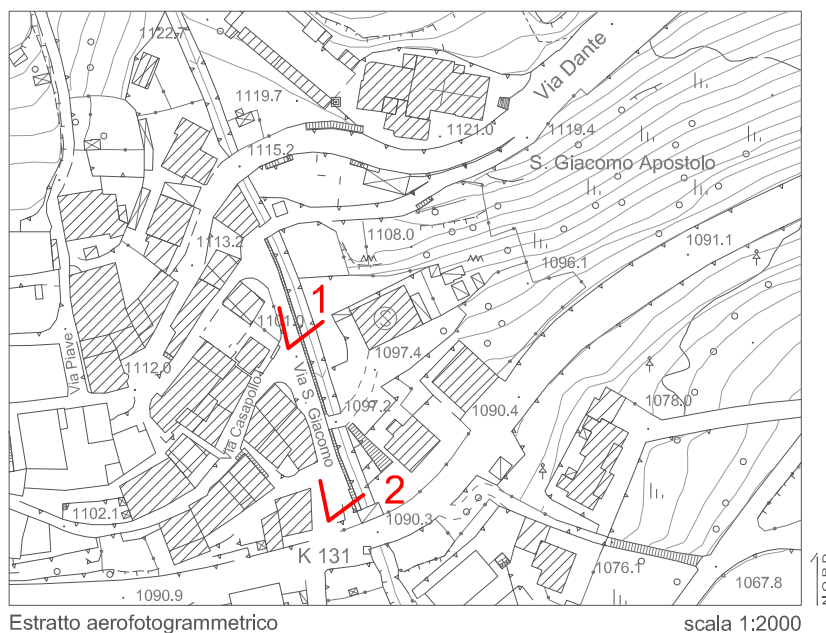 1122.7
Via Dante
1119.7
1121.0
1119.4
1115.2
S. Giacomo Apostolo
1113.2
1108.0
1091.1
1096.1
1
1101.0
S
Via Piave
1097.4
1112.0
Via S. Giacomo
Via Casapollo
1097.2
1090.4
1078.0
2
1102.1
1090.3
K 131
1076.1
1067.8
1090.9
NORD
Estratto aerofotogrammetrico
scala 1:2000